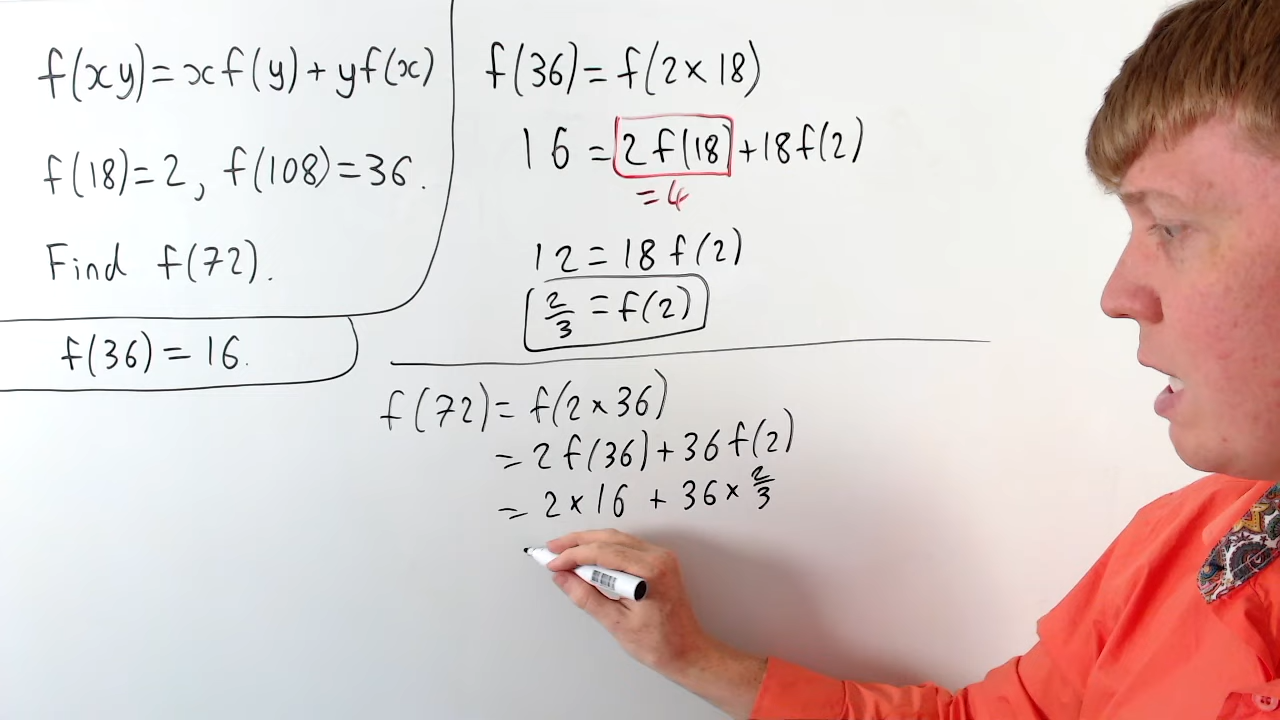 f(xy)=xf(y)+yf(x)
f(18)=2, f(108)=36.
Find f(72).
f(36)=16.
f(36)=f(2×18)
16=2f(18)+18f(2)
=4
12=18f(2)
2/3=f(2)
f(72)=f(2×36)
=2f(36)+36f(2)
=2×16+36×2/3